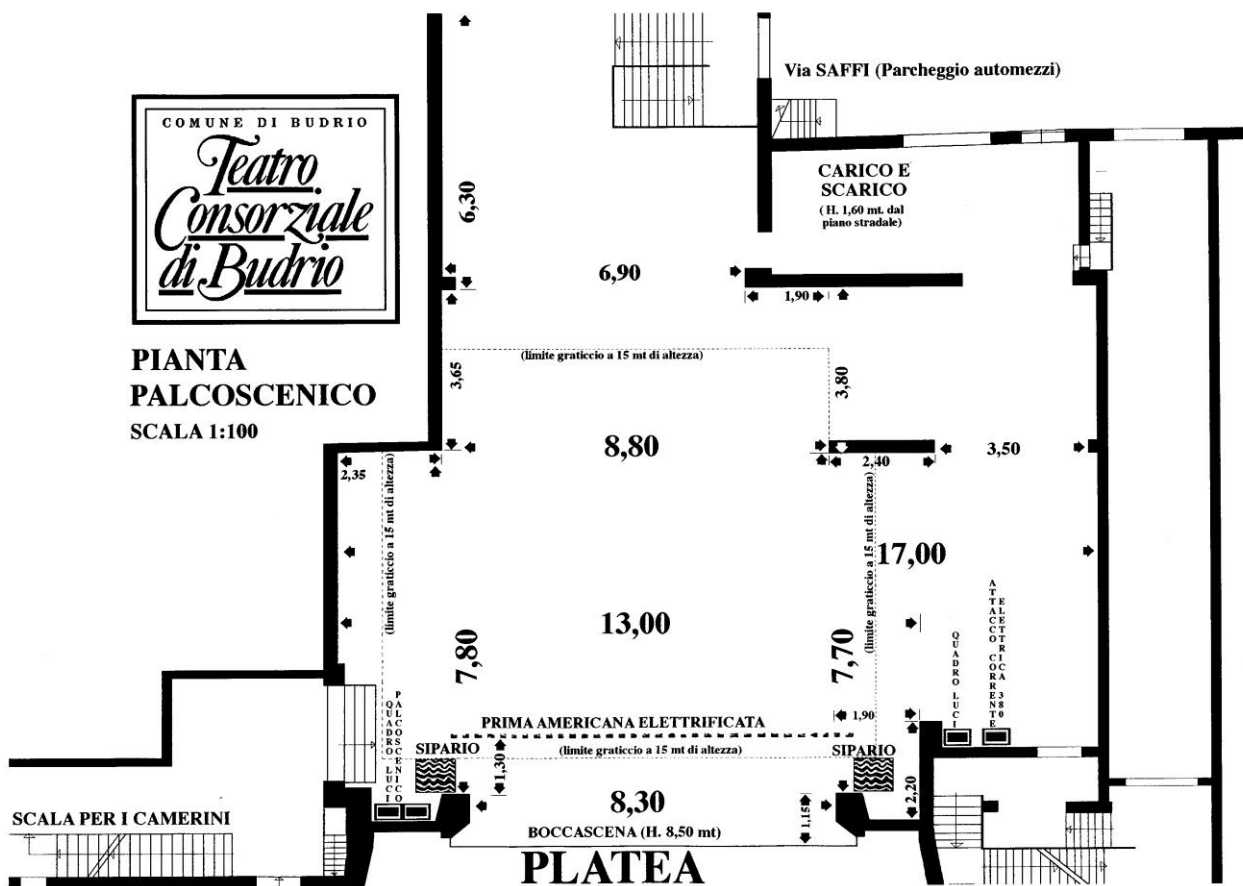 COMUNE DI BUDRIO
Teatro
Consorziale
di Budrio
PIANTA
PALCOSCENICO
SCALA 1:100
Via SAFFI (Parcheggio automezzi)
CARICO E
SCARICO
( H. 1,60 mt. dal
piano stradale)
6,30
6,90
1,90
(limite graticcio a 15 mt di altezza)
3,65
3,80
8,80
2,35
2,40
3,50
(limite graticcio a 15 mt di altezza)
(limite graticcio a 15 mt di altezza)
17,00
13,00
7,80
7,70
QUADRO LUCI
ATTACCO CORRENTE
ELETTRICA 380
QUADRO LUCI
PALCOSCENICO
1,90
PRIMA AMERICANA ELETTRIFICATA
SIPARIO
(limite graticcio a 15 mt di altezza)
SIPARIO
1,30
2,20
8,30
1,15
SCALA PER I CAMERINI
BOCCASCENA (H. 8,50 mt)
PLATEA